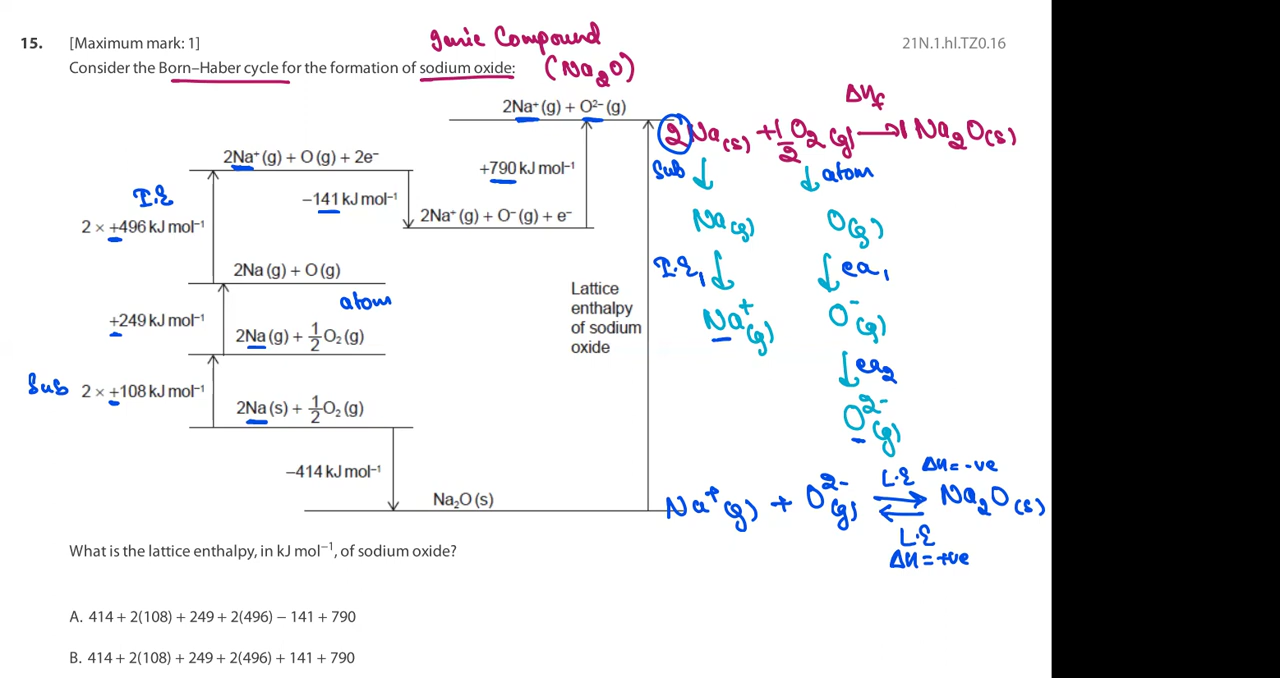 genic Compound
15. [Maximum mark: 1] 21N.1.hl.TZ0.16
Consider the Born–Haber cycle for the formation of sodium oxide: (Na₂O)
ΔHf
2Na⁺(g) + O²⁻(g)
2Na(s) + 1/2 O₂(g) → 1 Na₂O(s)
2Na⁺(g) + O(g) + 2e⁻
+790 kJ mol⁻¹
Sub ↓ ↓ atom
I.E
−141 kJ mol⁻¹
2 × +496 kJ mol⁻¹
2Na⁺(g) + O⁻(g) + e⁻
Na(g) O(g)
2Na(g) + O(g)
I.E₁ ↓ ↓ ea₁
atom
Lattice
enthalpy
of sodium
oxide
+249 kJ mol⁻¹
2Na(g) + 1/2 O₂(g)
Na⁺(g) O⁻(g)
↓ ea₂
Sub 2 × +108 kJ mol⁻¹
2Na(s) + 1/2 O₂(g)
O²⁻(g)
−414 kJ mol⁻¹
Na₂O(s)
L.E ΔH = -ve
Na⁺(g) + O²⁻(g) ⇌ Na₂O(s)
L.E
ΔH = +ve
What is the lattice enthalpy, in kJ mol⁻¹, of sodium oxide?
A. 414 + 2(108) + 249 + 2(496) − 141 + 790
B. 414 + 2(108) + 249 + 2(496) + 141 + 790